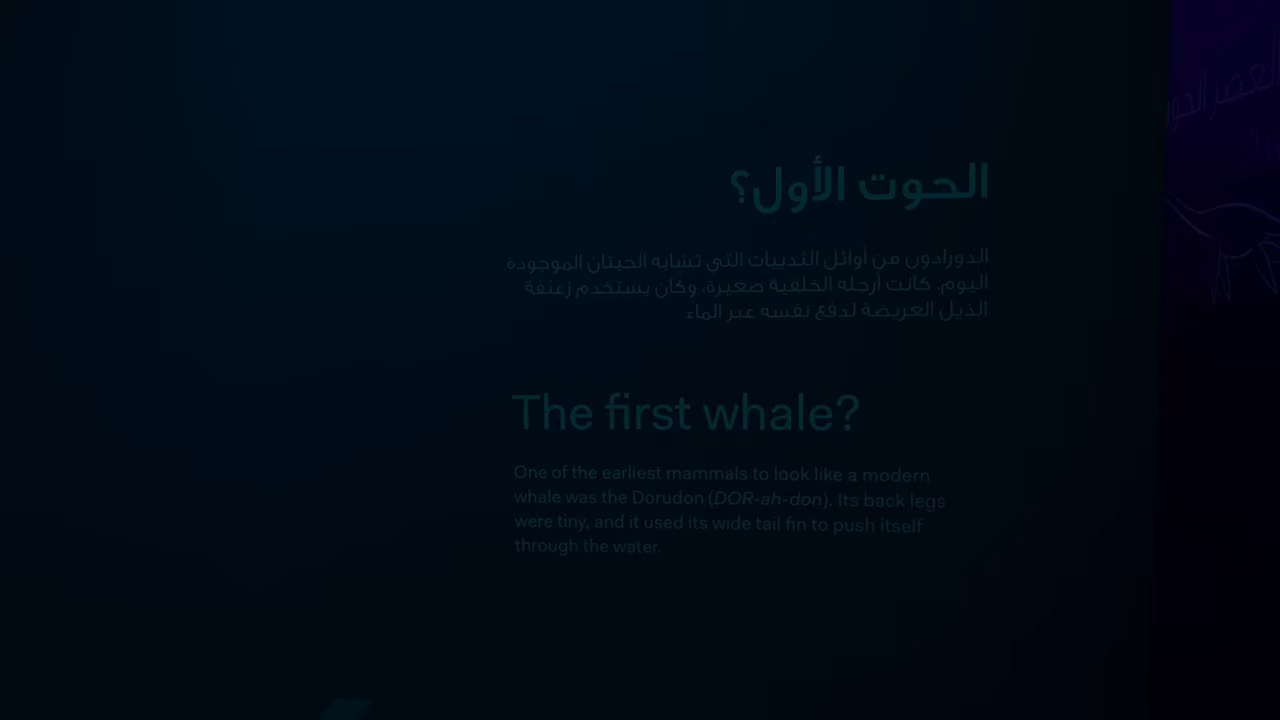 الحوت الأول؟
الدورادون من أوائل الثدييات التي تشابه الحيتان الموجودة
اليوم. كانت أرجله الخلفية صغيرة، وكان يستخدم زعنفة
الذيل العريضة لدفع نفسه عبر الماء
The first whale?
One of the earliest mammals to look like a modern
whale was the Dorudon (DOR-ah-don). Its back legs
were tiny, and it used its wide tail fin to push itself
through the water.